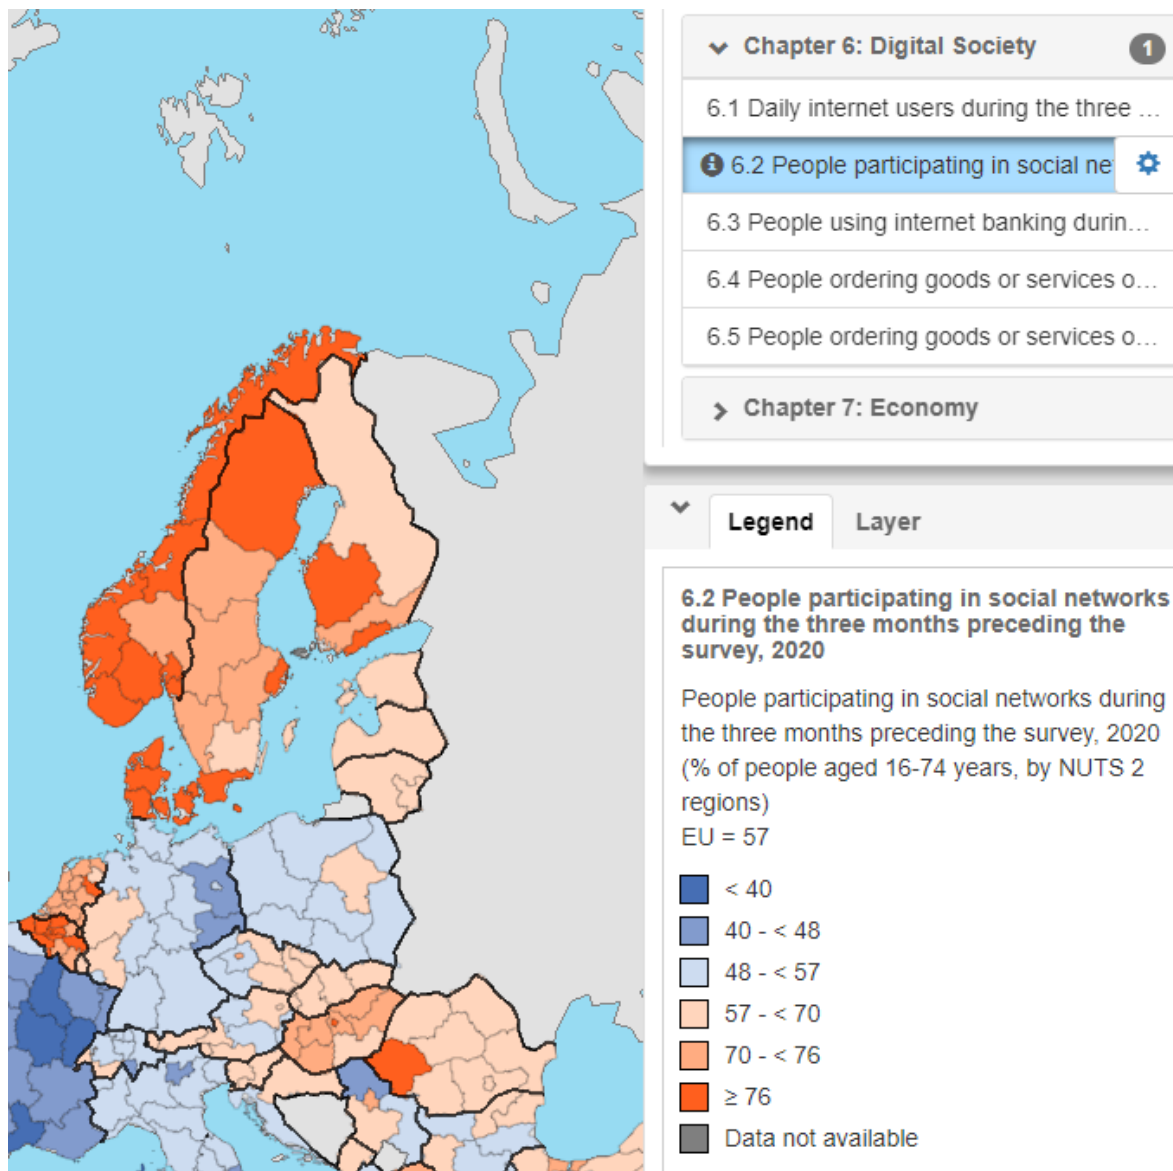 Chapter 6: Digital Society
1
6.1 Daily internet users during the three ...
6.2 People participating in social ne
6.3 People using internet banking durin...
6.4 People ordering goods or services o...
6.5 People ordering goods or services o...
Chapter 7: Economy
Legend
Layer
6.2 People participating in social networks
during the three months preceding the
survey, 2020
People participating in social networks during
the three months preceding the survey, 2020
(% of people aged 16-74 years, by NUTS 2
regions)
EU = 57
< 40
40 - < 48
48 - < 57
57 - < 70
70 - < 76
≥ 76
Data not available